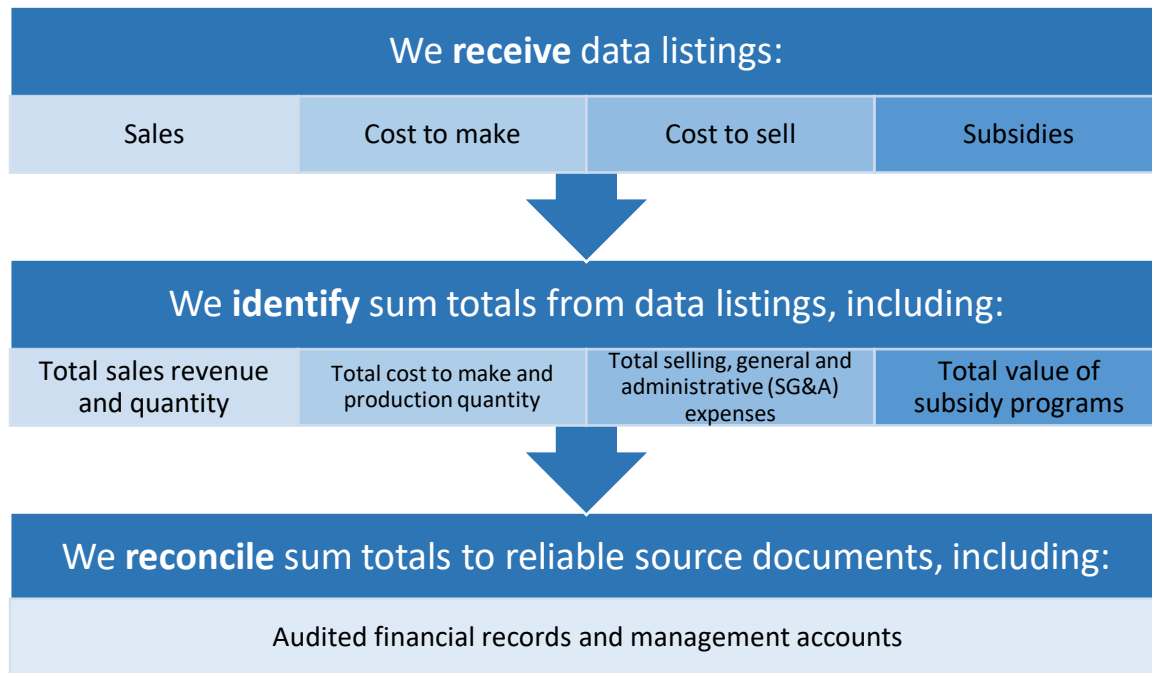 We receive data listings:
Sales
Cost to make
Cost to sell
Subsidies
We identify sum totals from data listings, including:
Total sales revenue
and quantity
Total cost to make and
production quantity
Total selling, general and
administrative (SG&A)
expenses
Total value of
subsidy programs
We reconcile sum totals to reliable source documents, including:
Audited financial records and management accounts